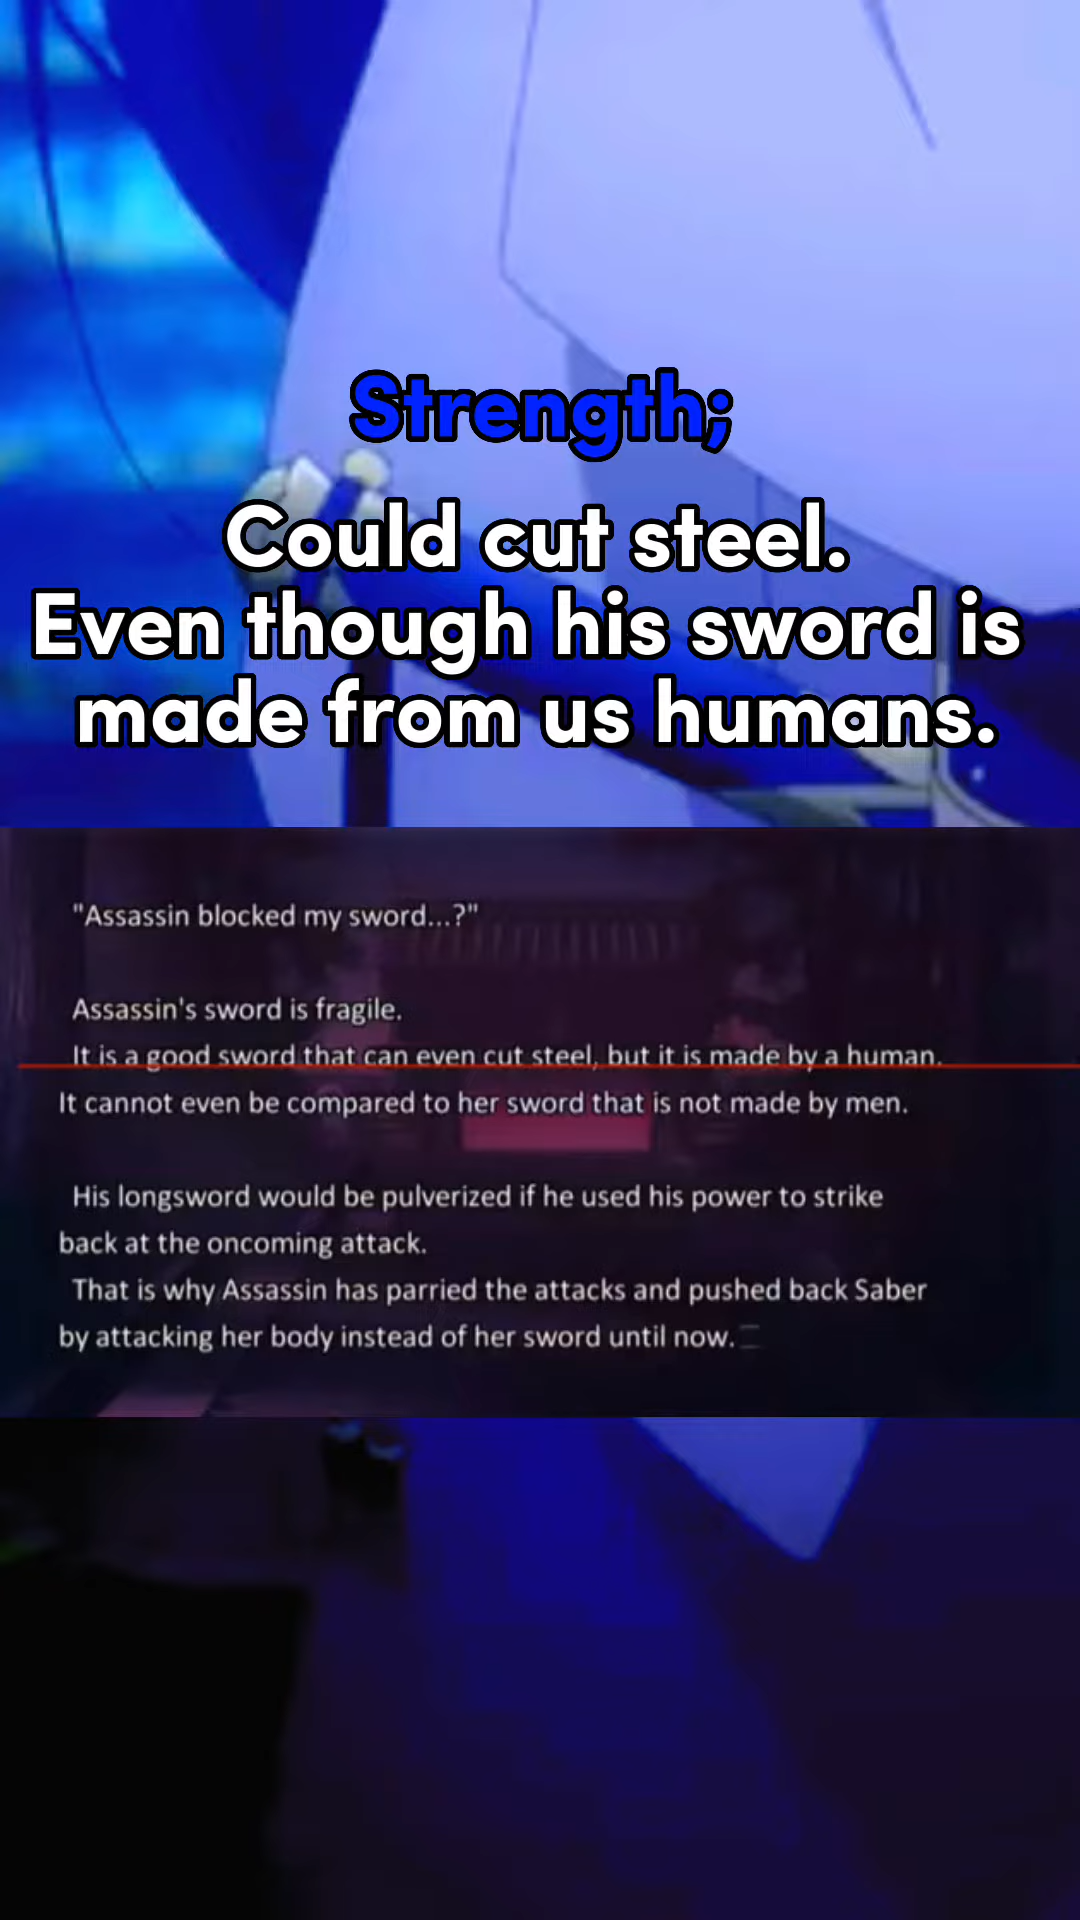 Strength;
Could cut steel.
Even though his sword is
made from us humans.
"Assassin blocked my sword...?"
Assassin's sword is fragile.
It is a good sword that can even cut steel, but it is made by a human.
It cannot even be compared to her sword that is not made by men.
His longsword would be pulverized if he used his power to strike
back at the oncoming attack.
That is why Assassin has parried the attacks and pushed back Saber
by attacking her body instead of her sword until now.